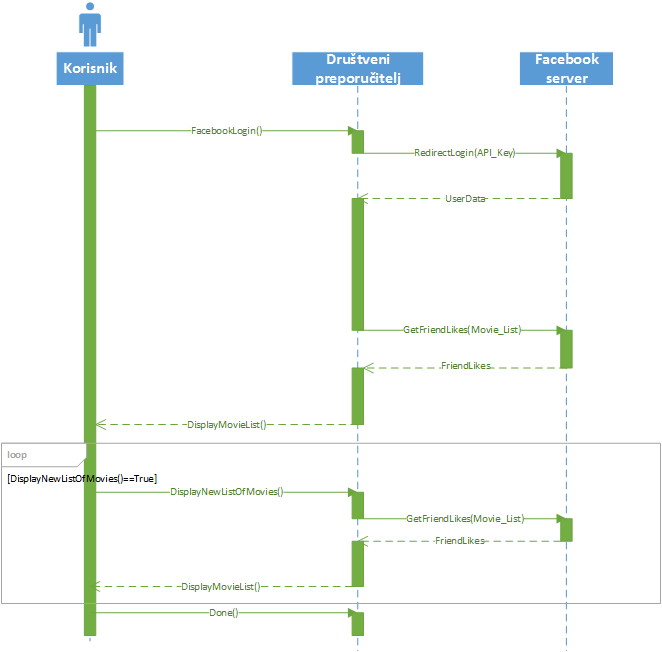 Korisnik
Društveni
preporučitelj
Facebook
server
FacebookLogin()
RedirectLogin(API_Key)
UserData
GetFriendLikes(Movie_List)
FriendLikes
DisplayMovieList()
loop
[DisplayNewListOfMovies()==True]
DisplayNewListOfMovies()
GetFriendLikes(Movie_List)
FriendLikes
DisplayMovieList()
Done()